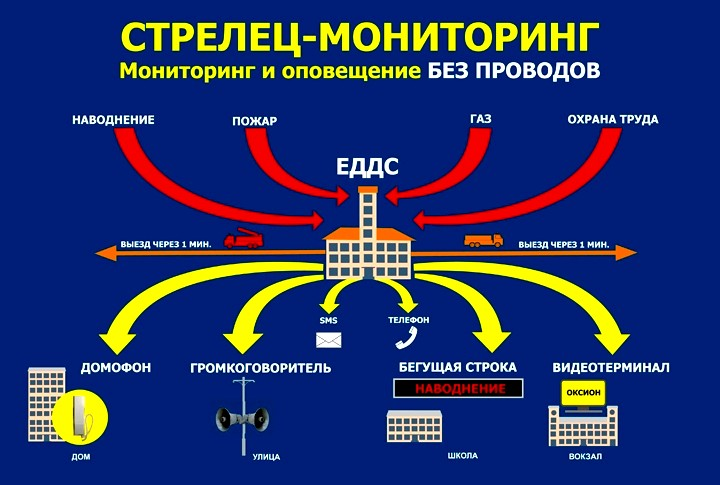 СТРЕЛЕЦ-МОНИТОРИНГ
Мониторинг и оповещение БЕЗ ПРОВОДОВ
НАВОДНЕНИЕ
ПОЖАР
ГАЗ
ОХРАНА ТРУДА
ЕДДС
ВЫЕЗД ЧЕРЕЗ 1 МИН.
ВЫЕЗД ЧЕРЕЗ 1 МИН.
SMS
ТЕЛЕФОН
ДОМОФОН
ГРОМКОГОВОРИТЕЛЬ
БЕГУЩАЯ СТРОКА
ВИДЕОТЕРМИНАЛ
НАВОДНЕНИЕ
ОКСИОН
ДОМ
УЛИЦА
ШКОЛА
ВОКЗАЛ